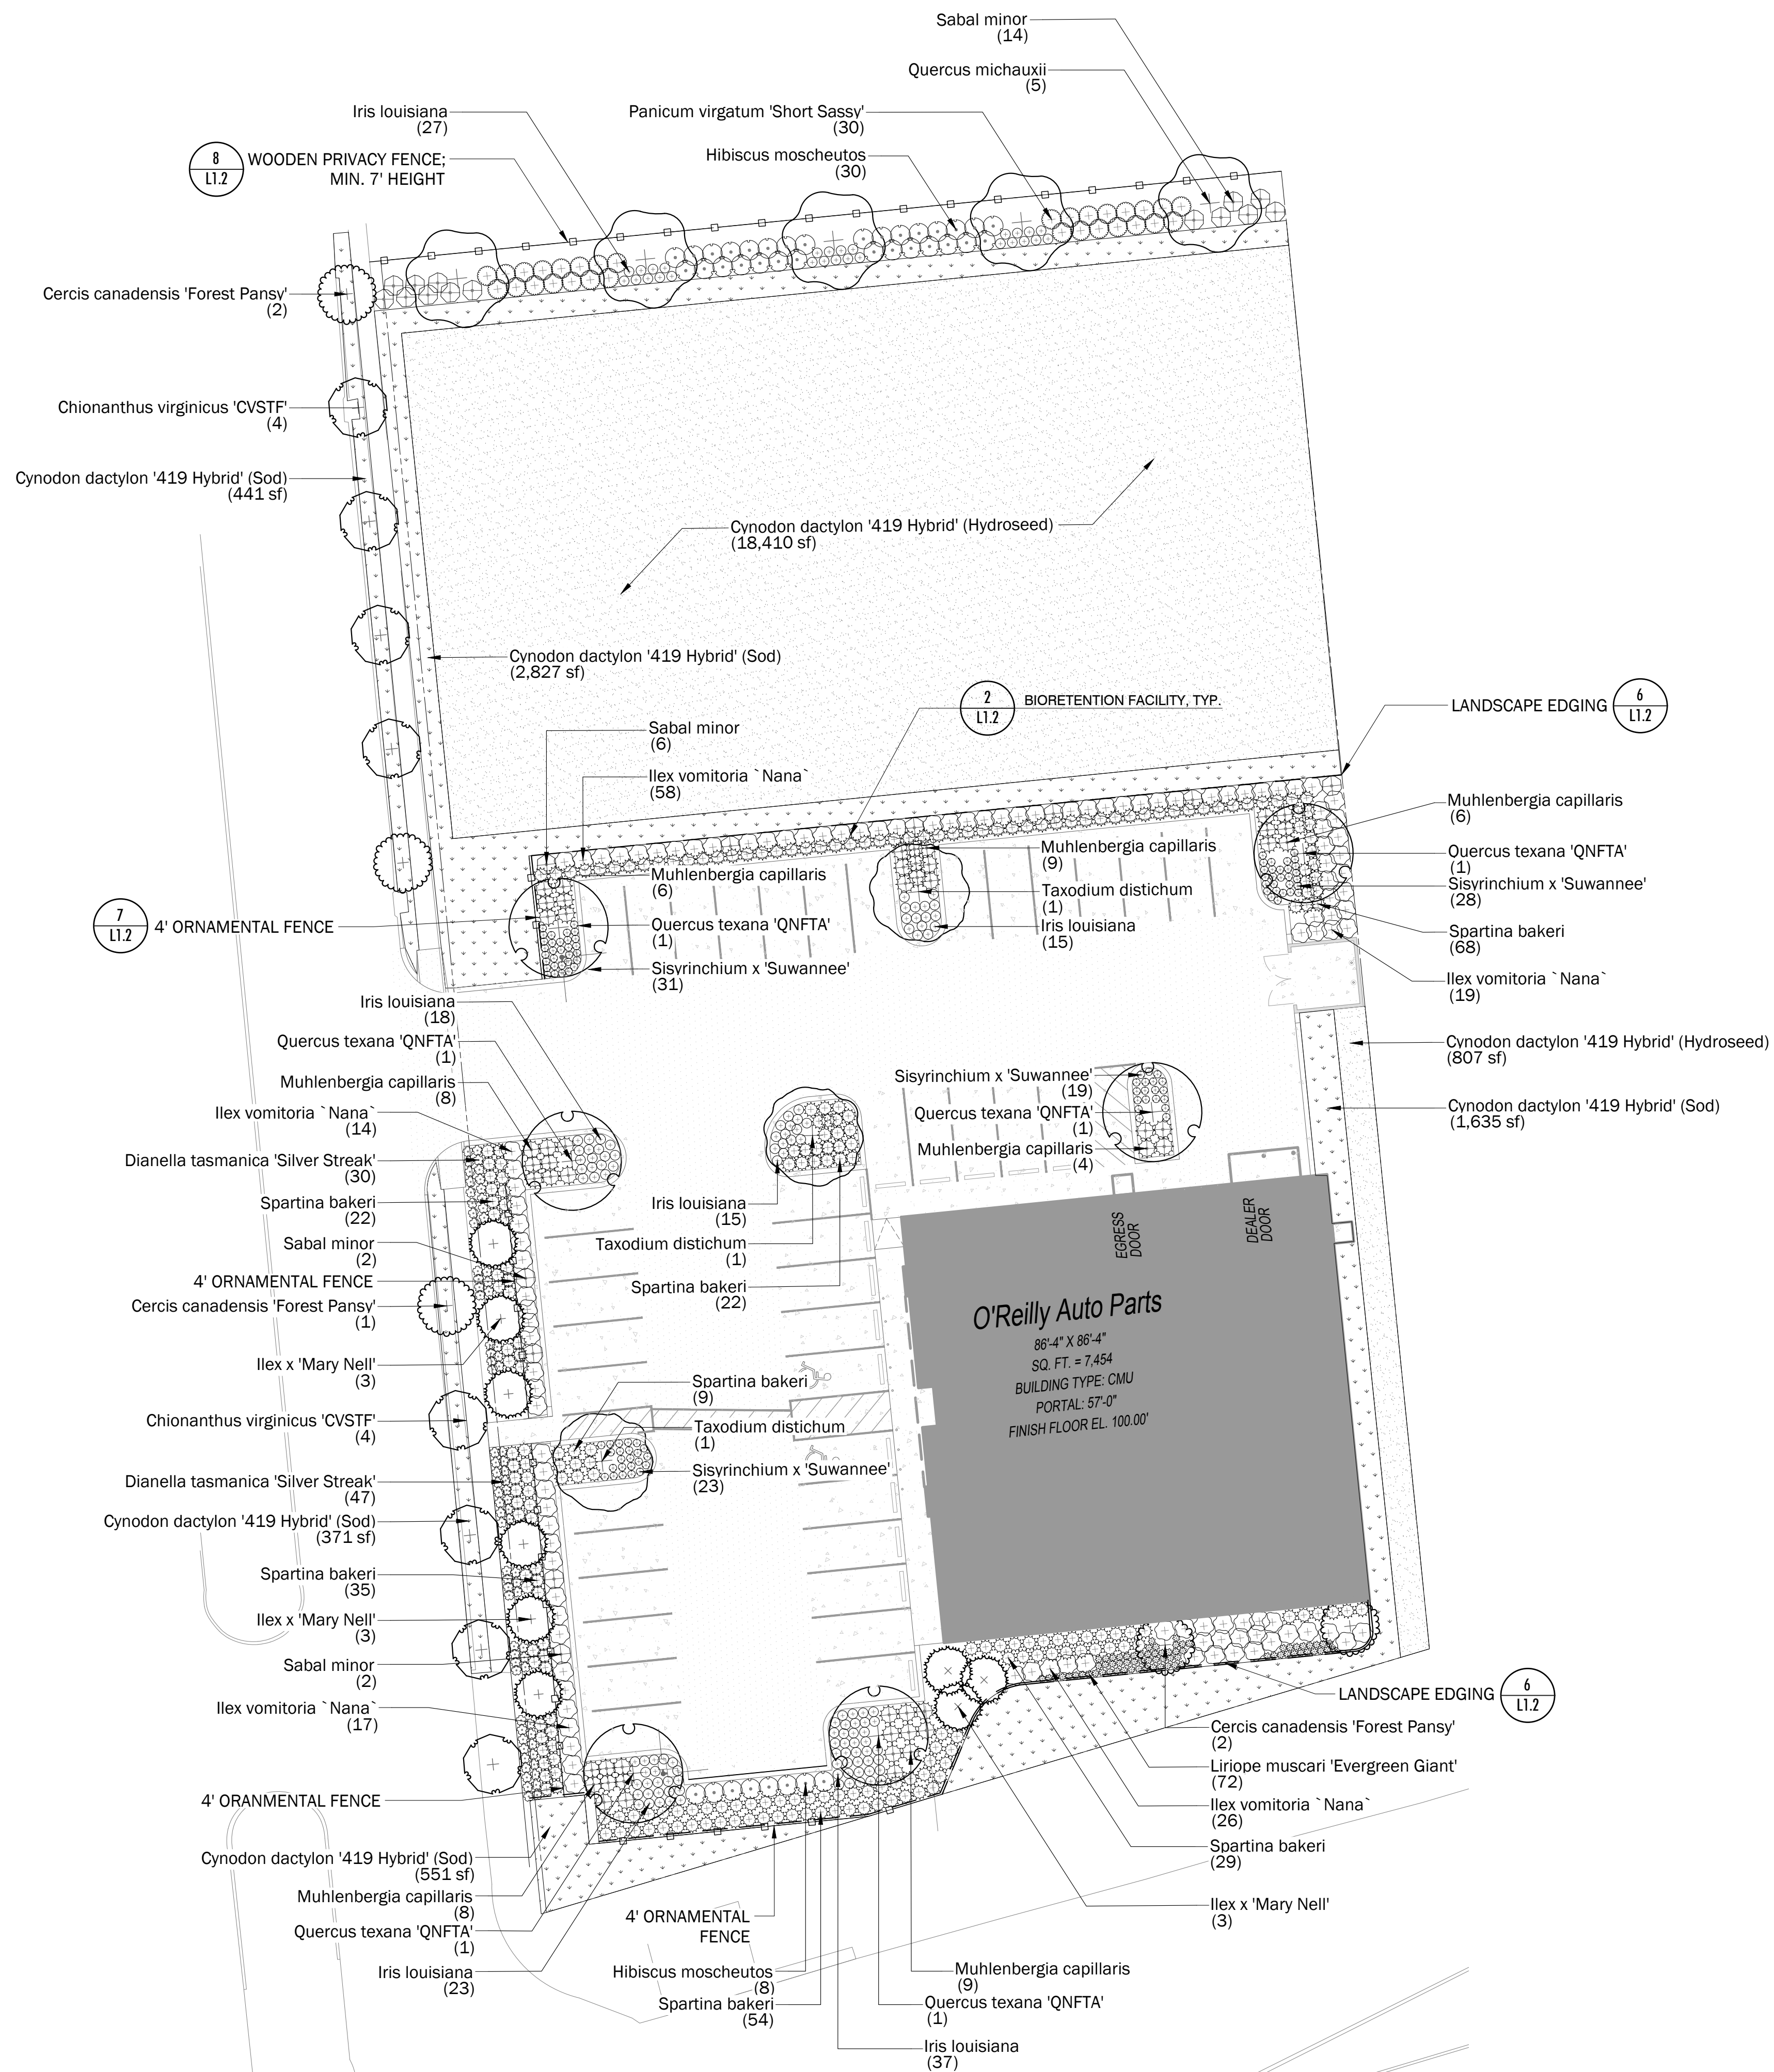 Sabal minor
(14)
Quercus michauxii
(5)
Iris louisiana
(27)
Panicum virgatum 'Short Sassy'
(30)
Hibiscus moscheutos
(30)
8
L1.2
WOODEN PRIVACY FENCE;
MIN. 7' HEIGHT
Cercis canadensis 'Forest Pansy'
(2)
Chionanthus virginicus 'CVSTF'
(4)
Cynodon dactylon '419 Hybrid' (Sod)
(441 sf)
Cynodon dactylon '419 Hybrid' (Hydroseed)
(18,410 sf)
Cynodon dactylon '419 Hybrid' (Sod)
(2,827 sf)
2
L1.2
BIORETENTION FACILITY, TYP.
LANDSCAPE EDGING
6
L1.2
Sabal minor
(6)
Ilex vomitoria `Nana`
(58)
Muhlenbergia capillaris
(6)
Quercus texana 'QNFTA'
(1)
Sisyrinchium x 'Suwannee'
(31)
7
L1.2
4' ORNAMENTAL FENCE
Muhlenbergia capillaris
(9)
Taxodium distichum
(1)
Iris louisiana
(15)
Muhlenbergia capillaris
(6)
Quercus texana 'QNFTA'
(1)
Sisyrinchium x 'Suwannee'
(28)
Spartina bakeri
(68)
Ilex vomitoria `Nana`
(19)
Cynodon dactylon '419 Hybrid' (Hydroseed)
(807 sf)
Cynodon dactylon '419 Hybrid' (Sod)
(1,635 sf)
Iris louisiana
(18)
Quercus texana 'QNFTA'
(1)
Muhlenbergia capillaris
(8)
Ilex vomitoria `Nana`
(14)
Dianella tasmanica 'Silver Streak'
(30)
Spartina bakeri
(22)
Sabal minor
(2)
4' ORNAMENTAL FENCE
Cercis canadensis 'Forest Pansy'
(1)
Ilex x 'Mary Nell'
(3)
Chionanthus virginicus 'CVSTF'
(4)
Dianella tasmanica 'Silver Streak'
(47)
Cynodon dactylon '419 Hybrid' (Sod)
(371 sf)
Spartina bakeri
(35)
Ilex x 'Mary Nell'
(3)
Sabal minor
(2)
Ilex vomitoria `Nana`
(17)
4' ORANMENTAL FENCE
Cynodon dactylon '419 Hybrid' (Sod)
(551 sf)
Muhlenbergia capillaris
(8)
Quercus texana 'QNFTA'
(1)
Iris louisiana
(23)
Sisyrinchium x 'Suwannee'
(19)
Quercus texana 'QNFTA'
(1)
Muhlenbergia capillaris
(4)
Iris louisiana
(15)
Taxodium distichum
(1)
Spartina bakeri
(22)
EGRESS
DOOR
DEALER
DOOR
O'Reilly Auto Parts
86'-4" X 86'-4"
SQ. FT. = 7,454
BUILDING TYPE: CMU
PORTAL: 57'-0"
FINISH FLOOR EL. 100.00'
Spartina bakeri
(9)
Taxodium distichum
(1)
Sisyrinchium x 'Suwannee'
(23)
LANDSCAPE EDGING
6
L1.2
Cercis canadensis 'Forest Pansy'
(2)
Liriope muscari 'Evergreen Giant'
(72)
Ilex vomitoria `Nana`
(26)
Spartina bakeri
(29)
Ilex x 'Mary Nell'
(3)
4' ORNAMENTAL
FENCE
Hibiscus moscheutos
(8)
Spartina bakeri
(54)
Muhlenbergia capillaris
(9)
Quercus texana 'QNFTA'
(1)
Iris louisiana
(37)